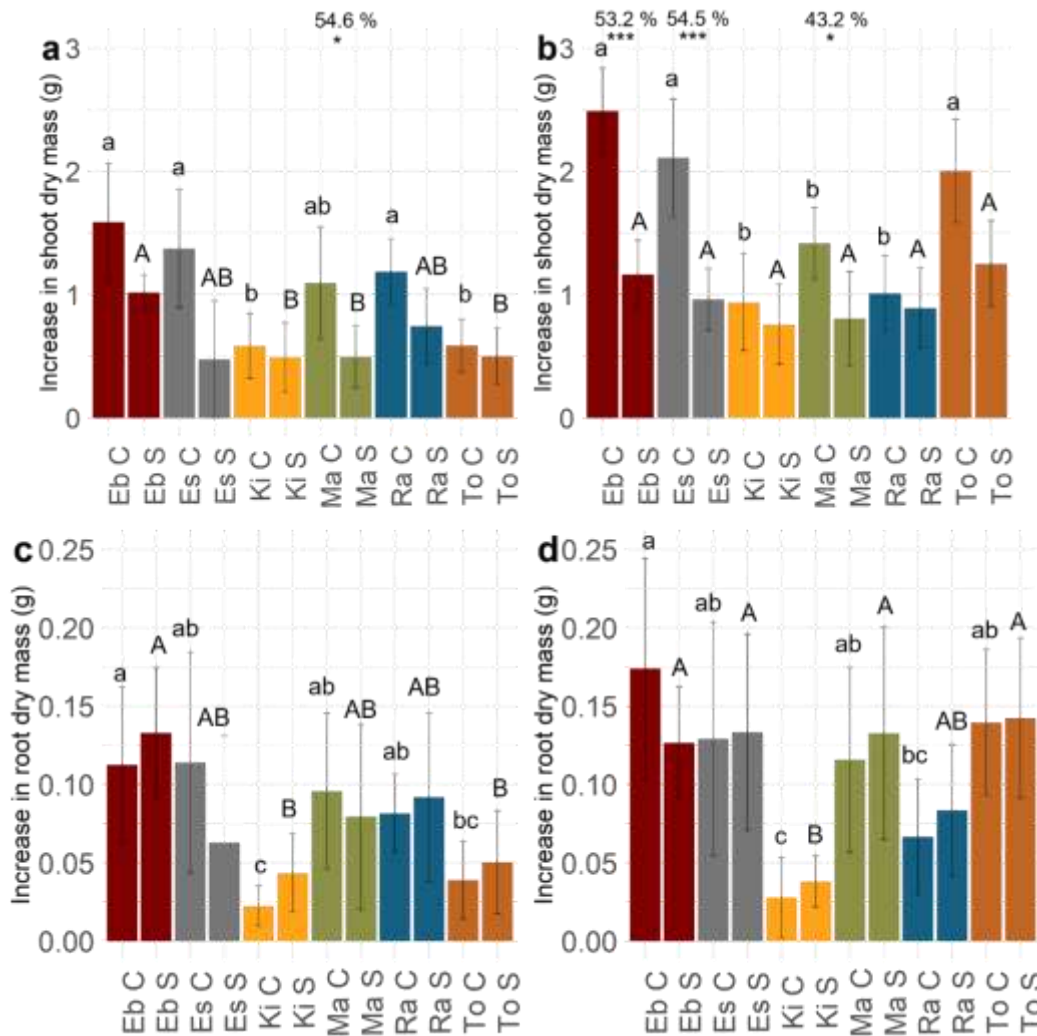 54.6 %
*
a
Increase in shoot dry mass (g)
3
2
1
0
a
A
a
AB
b
B
ab
B
a
AB
b
B
Eb C
Eb S
Es C
Es S
Ki C
Ki S
Ma C
Ma S
Ra C
Ra S
To C
To S
53.2 % 54.5 % 43.2 %
*** *** *
b
Increase in shoot dry mass (g)
3
2
1
0
a
A
a
A
b
A
b
A
b
A
a
A
Eb C
Eb S
Es C
Es S
Ki C
Ki S
Ma C
Ma S
Ra C
Ra S
To C
To S
c
Increase in root dry mass (g)
0.25
0.20
0.15
0.10
0.05
0.00
a
A
ab
AB
c
B
ab
AB
ab
AB
bc
B
Eb C
Eb S
Es C
Es S
Ki C
Ki S
Ma C
Ma S
Ra C
Ra S
To C
To S
d
Increase in root dry mass (g)
0.25
0.20
0.15
0.10
0.05
0.00
a
A
ab
A
c
B
ab
A
bc
AB
ab
A
Eb C
Eb S
Es C
Es S
Ki C
Ki S
Ma C
Ma S
Ra C
Ra S
To C
To S